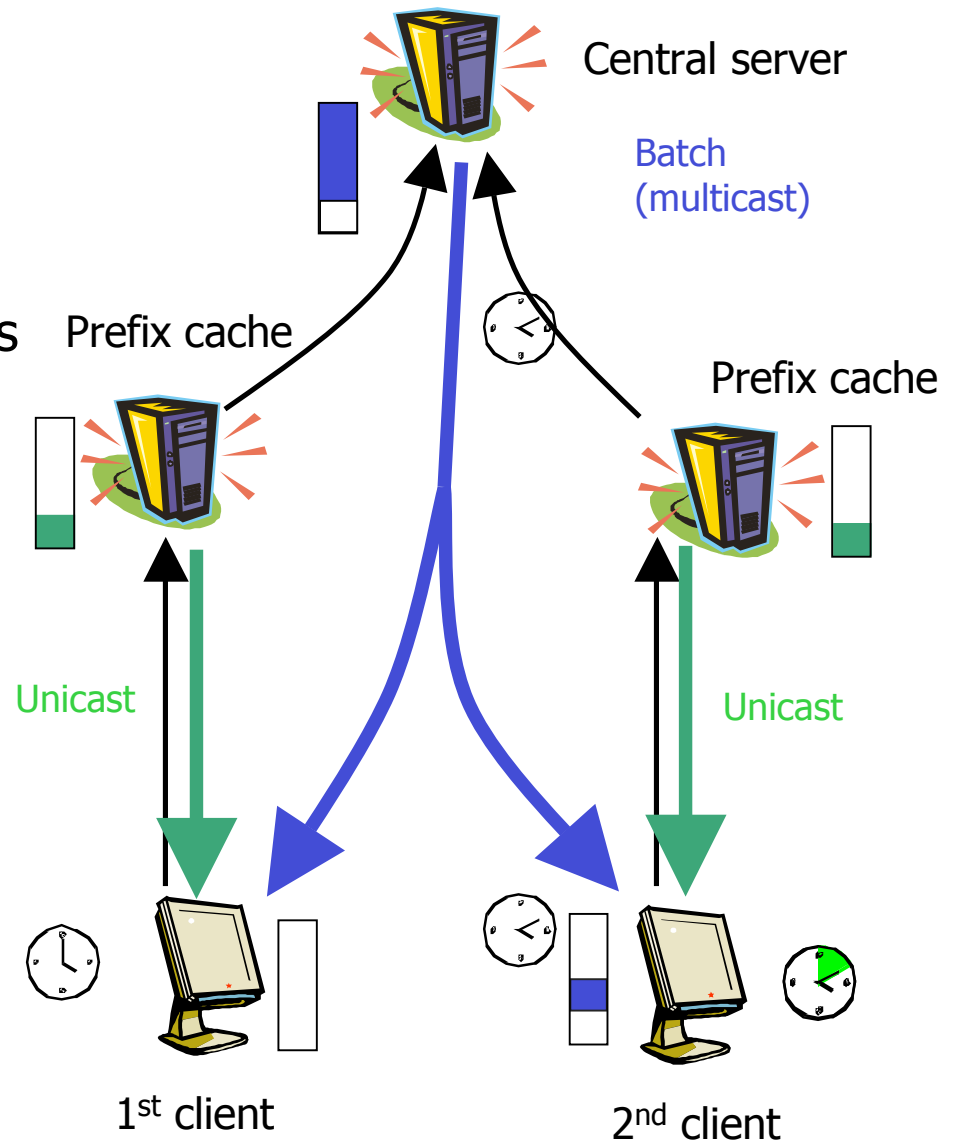 Central server
Batch
(multicast)
s
Prefix cache
Prefix cache
Unicast
Unicast
1st client
2nd client